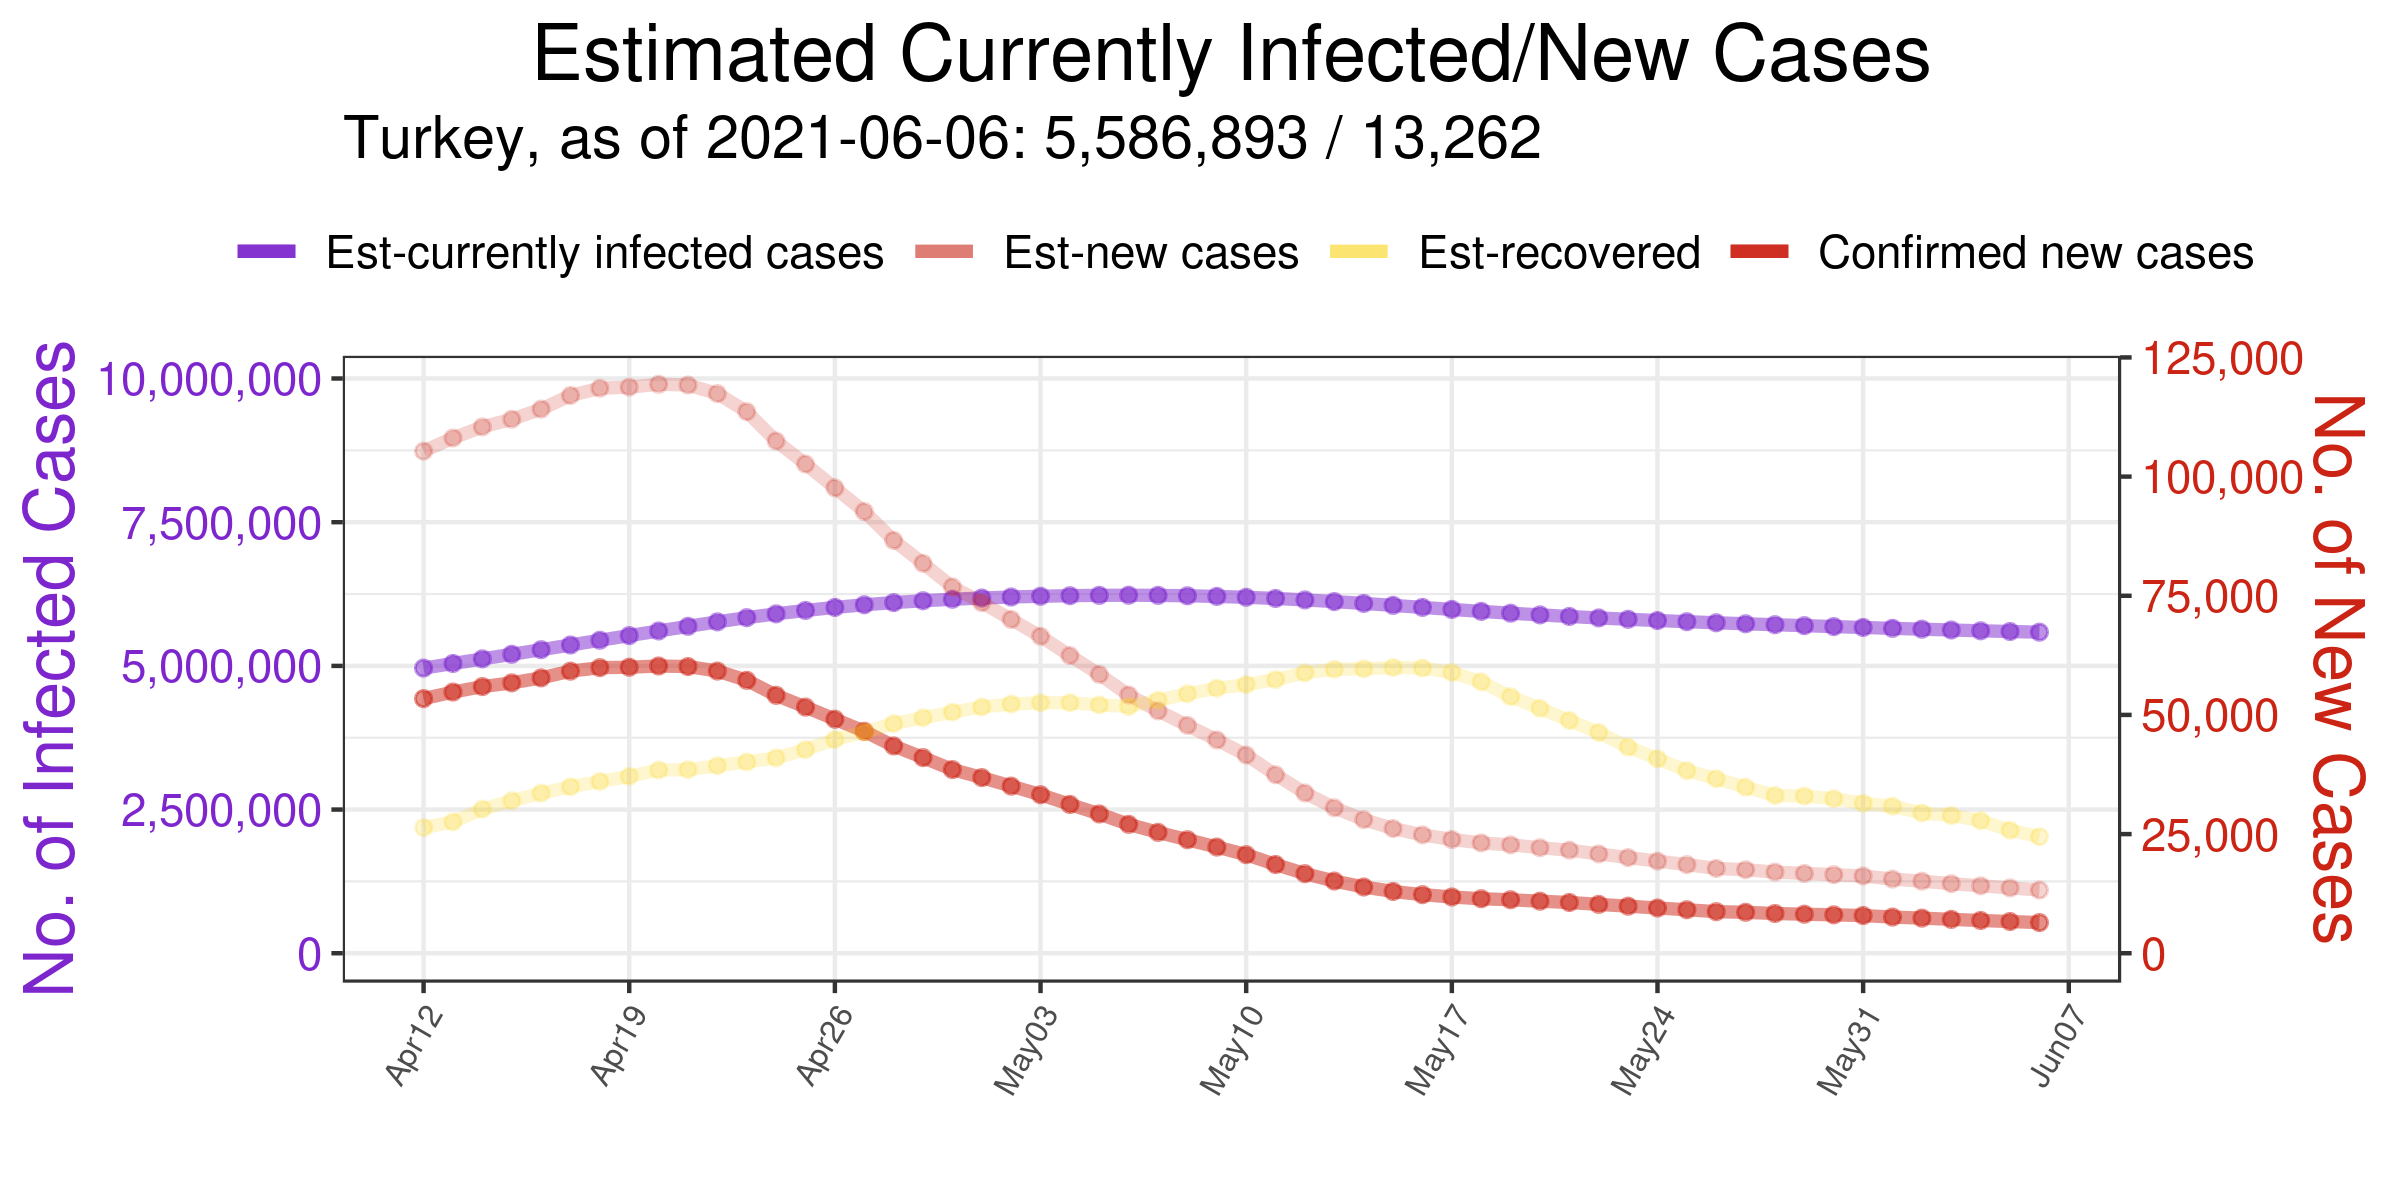 Estimated Currently Infected/New Cases
Turkey, as of 2021-06-06: 5,586,893 / 13,262
Est-currently infected cases Est-new cases Est-recovered Confirmed new cases
No. of Infected Cases
10,000,000
7,500,000
5,000,000
2,500,000
0
125,000
100,000
75,000
50,000
25,000
0
No. of New Cases
Apr12 Apr19 Apr26 May03 May10 May17 May24 May31 Jun07